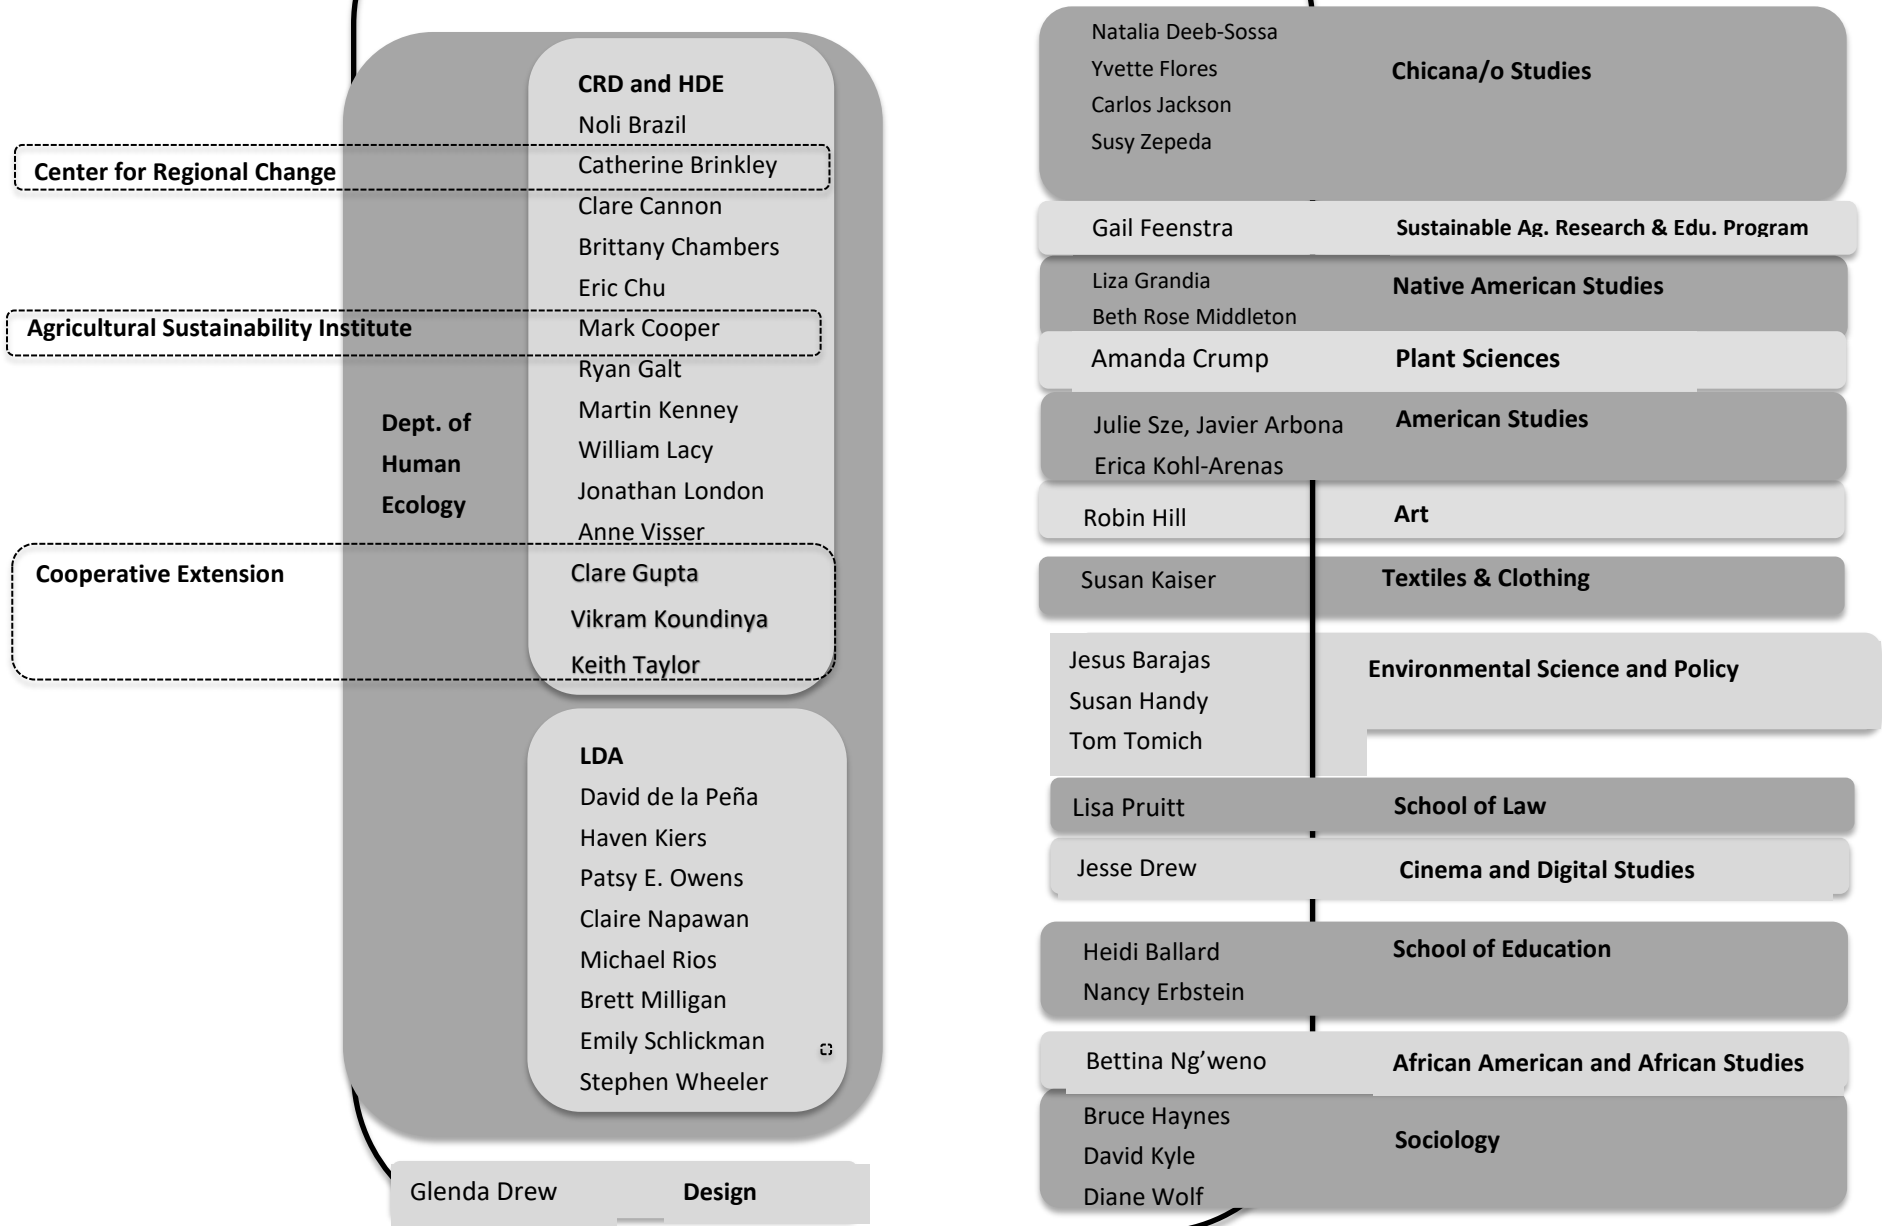 CRD and HDE
Noli Brazil
Center for Regional Change
Catherine Brinkley
Clare Cannon
Brittany Chambers
Eric Chu
Agricultural Sustainability Institute
Mark Cooper
Ryan Galt
Martin Kenney
Dept. of
Human
Ecology
William Lacy
Jonathan London
Anne Visser
Cooperative Extension
Clare Gupta
Vikram Koundinya
Keith Taylor
LDA
David de la Peña
Haven Kiers
Patsy E. Owens
Claire Napawan
Michael Rios
Brett Milligan
Emily Schlickman
Stephen Wheeler
Glenda Drew
Design
Natalia Deeb-Sossa
Yvette Flores
Chicana/o Studies
Carlos Jackson
Susy Zepeda
Gail Feenstra
Sustainable Ag. Research & Edu. Program
Liza Grandia
Native American Studies
Beth Rose Middleton
Amanda Crump
Plant Sciences
Julie Sze, Javier Arbona
American Studies
Erica Kohl-Arenas
Robin Hill
Art
Susan Kaiser
Textiles & Clothing
Jesus Barajas
Environmental Science and Policy
Susan Handy
Tom Tomich
Lisa Pruitt
School of Law
Jesse Drew
Cinema and Digital Studies
Heidi Ballard
School of Education
Nancy Erbstein
Bettina Ng’weno
African American and African Studies
Bruce Haynes
Sociology
David Kyle
Diane Wolf